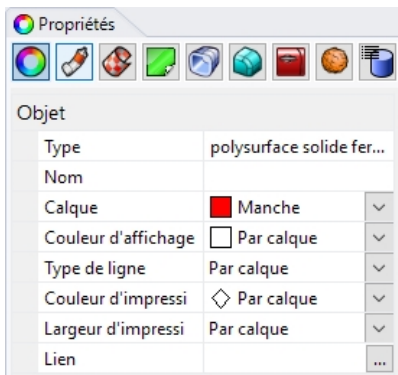 Propriétés
Objet
Type polysurface solide fer...
Nom
Calque Manche
Couleur d'affichage Par calque
Type de ligne Par calque
Couleur d'impressi Par calque
Largeur d'impressi Par calque
Lien ...